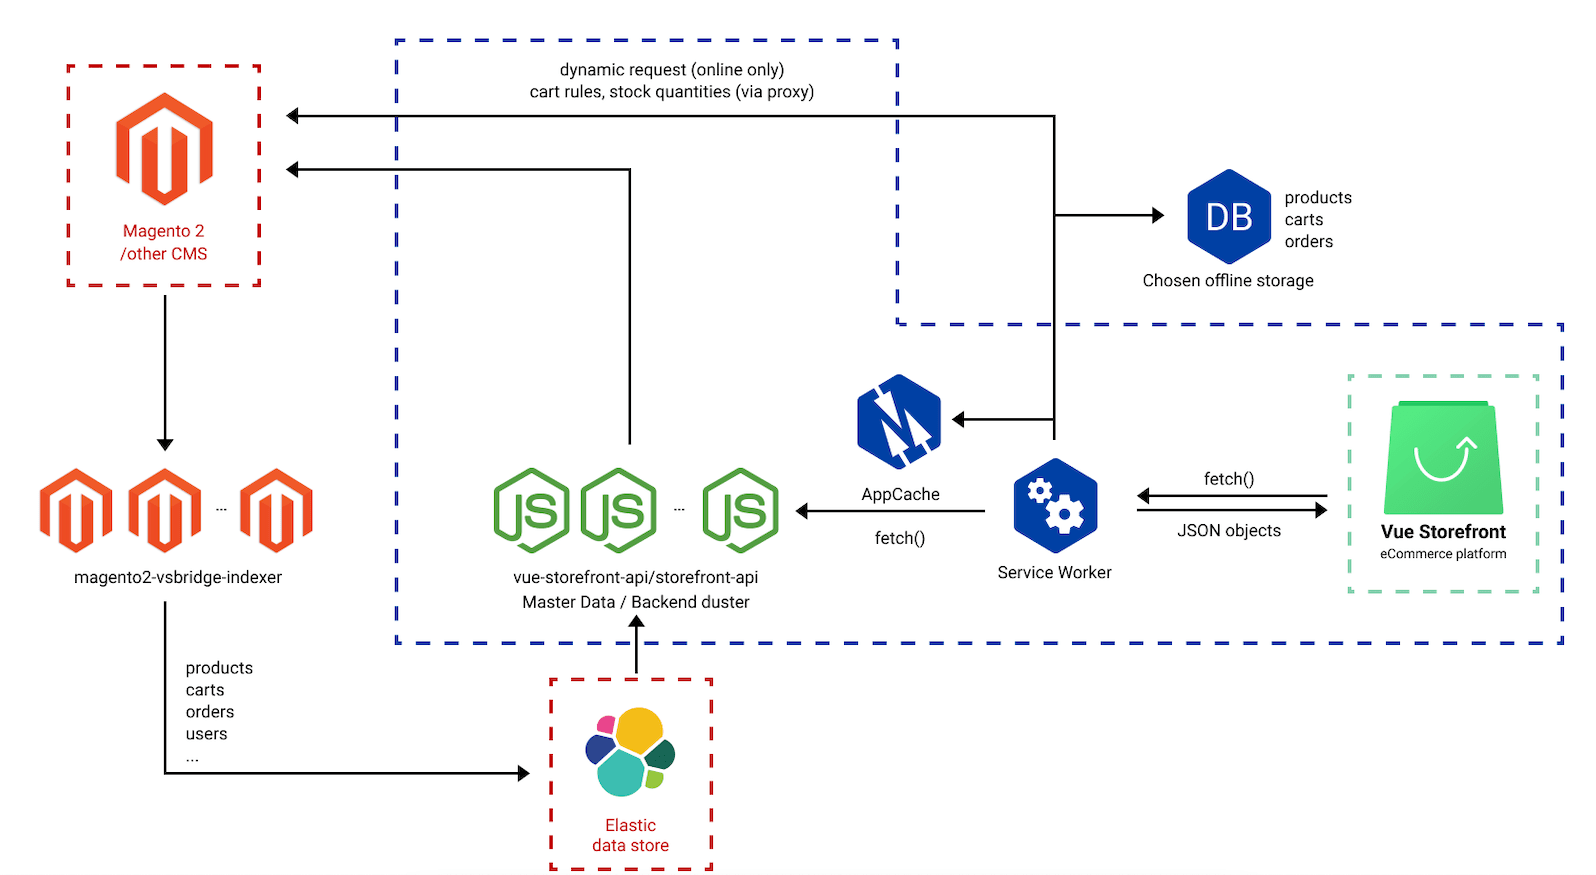 dynamic request (online only)
cart rules, stock quantities (via proxy)
Magento 2
/other CMS
DB
products
carts
orders
Chosen offline storage
AppCache
fetch()
Service Worker
fetch()
JSON objects
Vue Storefront
eCommerce platform
...
magento2-vsbridge-indexer
JS
JS
...
JS
vue-storefront-api/storefront-api
Master Data / Backend duster
products
carts
orders
users
...
Elastic
data store